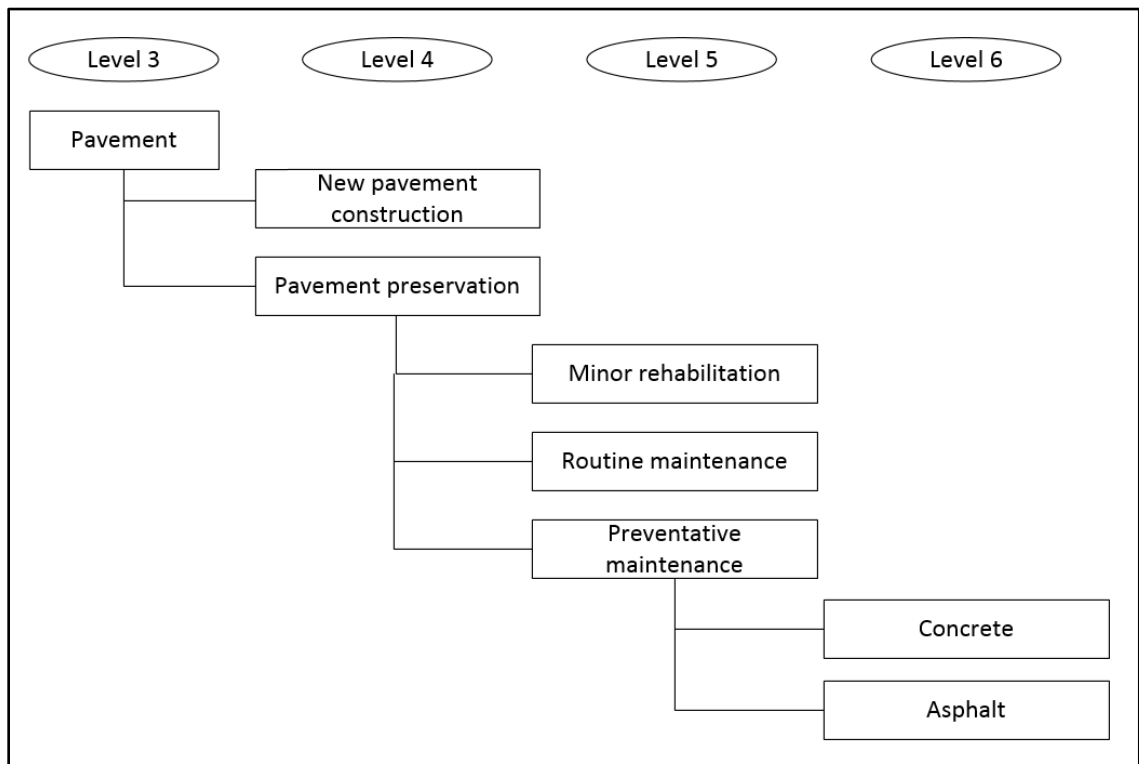 Level 3
Level 4
Level 5
Level 6
Pavement
New pavement
construction
Pavement preservation
Minor rehabilitation
Routine maintenance
Preventative
maintenance
Concrete
Asphalt